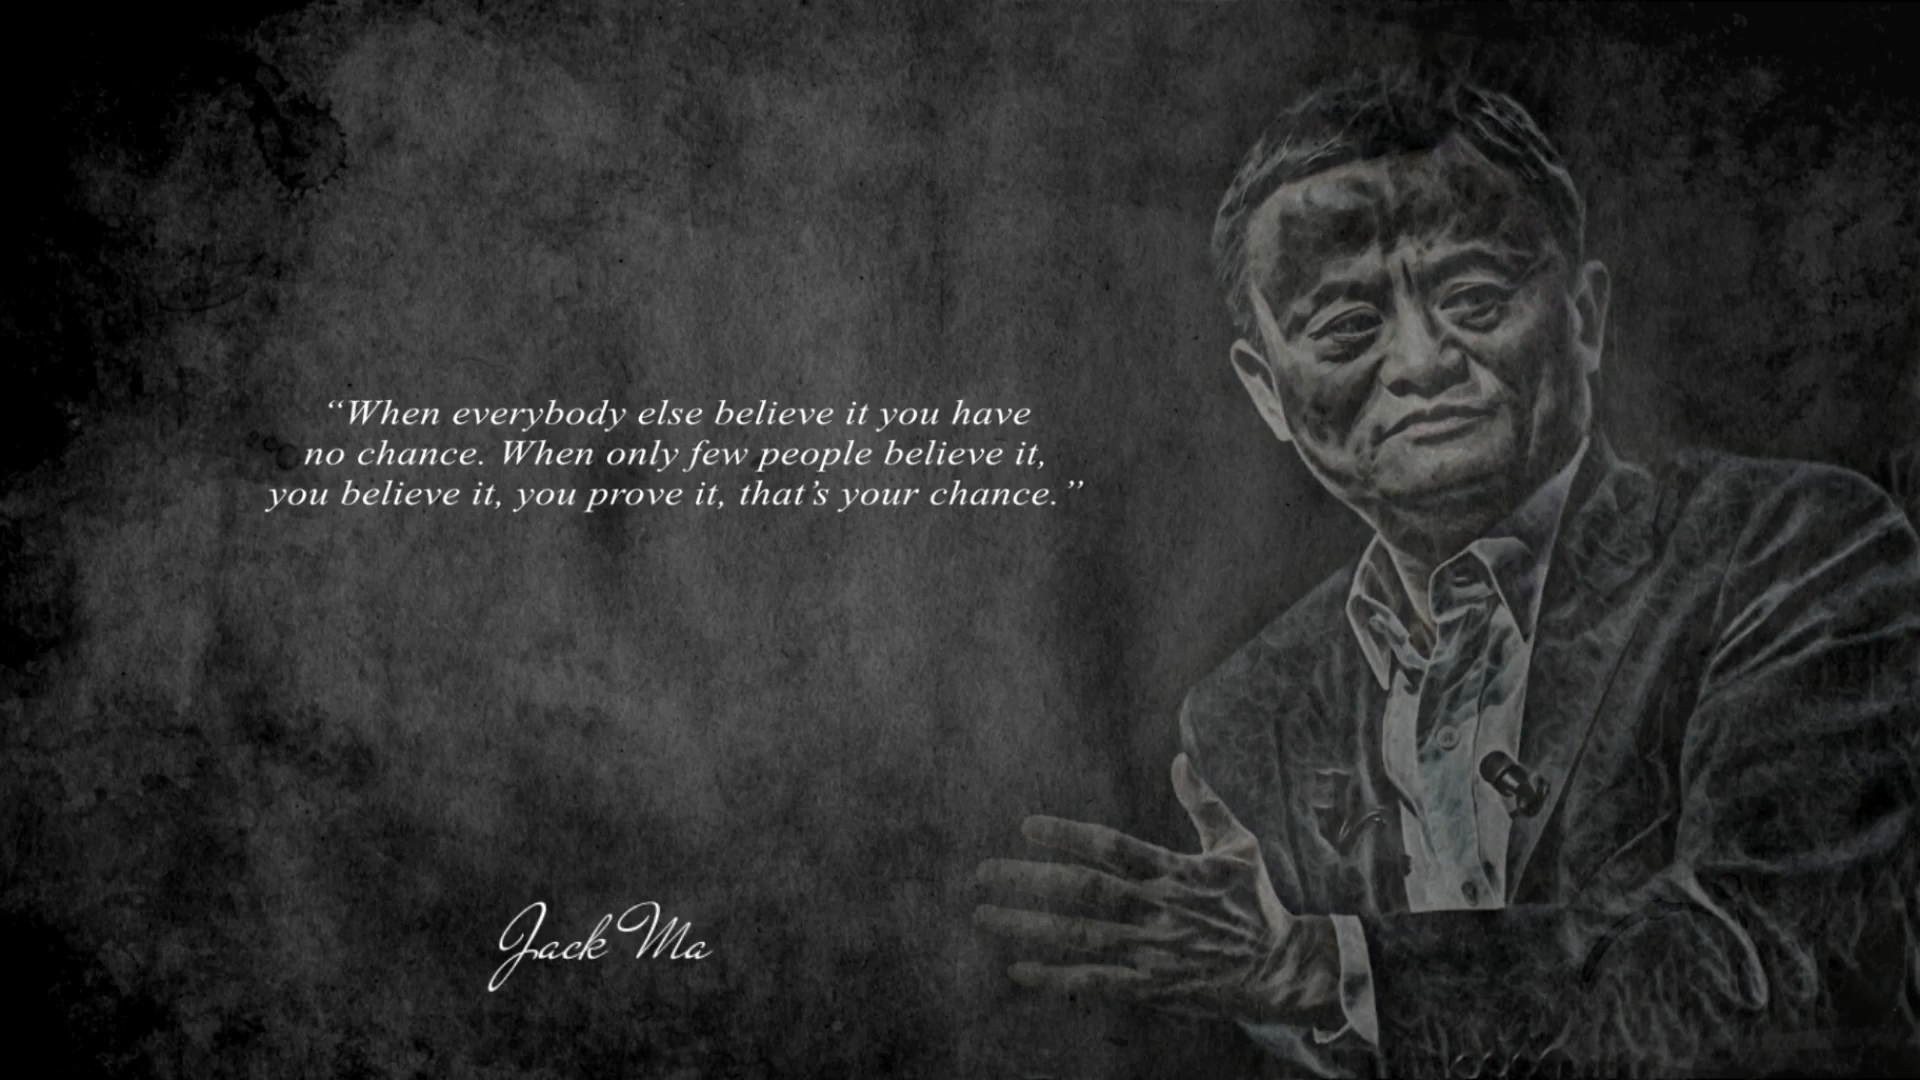 “When everybody else believe it you have
no chance. When only few people believe it,
you believe it, you prove it, that’s your chance.”
Jack Ma